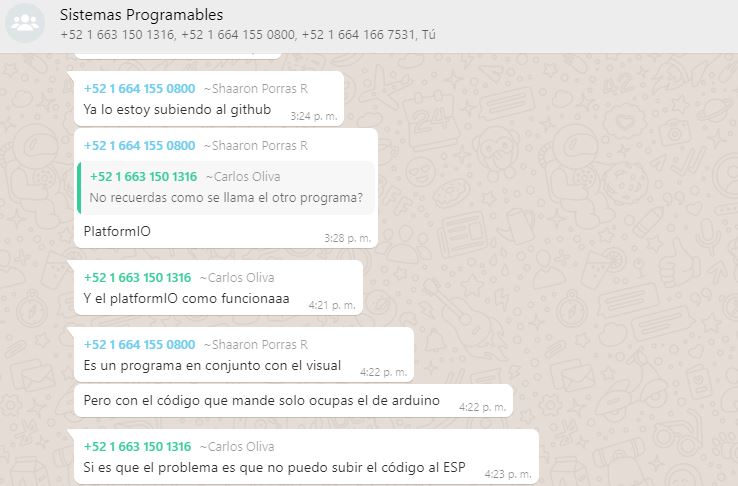 Sistemas Programables
+52 1 663 150 1316, +52 1 664 155 0800, +52 1 664 166 7531, Tú
+52 1 664 155 0800 ~Shaaron Porras R
Ya lo estoy subiendo al github
3:24 p. m.
+52 1 664 155 0800 ~Shaaron Porras R
+52 1 663 150 1316 ~Carlos Oliva
No recuerdas como se llama el otro programa?
PlatformIO
3:28 p. m.
+52 1 663 150 1316 ~Carlos Oliva
Y el platformIO como funcionaaa
4:21 p. m.
+52 1 664 155 0800 ~Shaaron Porras R
Es un programa en conjunto con el visual
4:22 p. m.
Pero con el código que mande solo ocupas el de arduino
4:22 p. m.
+52 1 663 150 1316 ~Carlos Oliva
Si es que el problema es que no puedo subir el código al ESP
4:23 p. m.